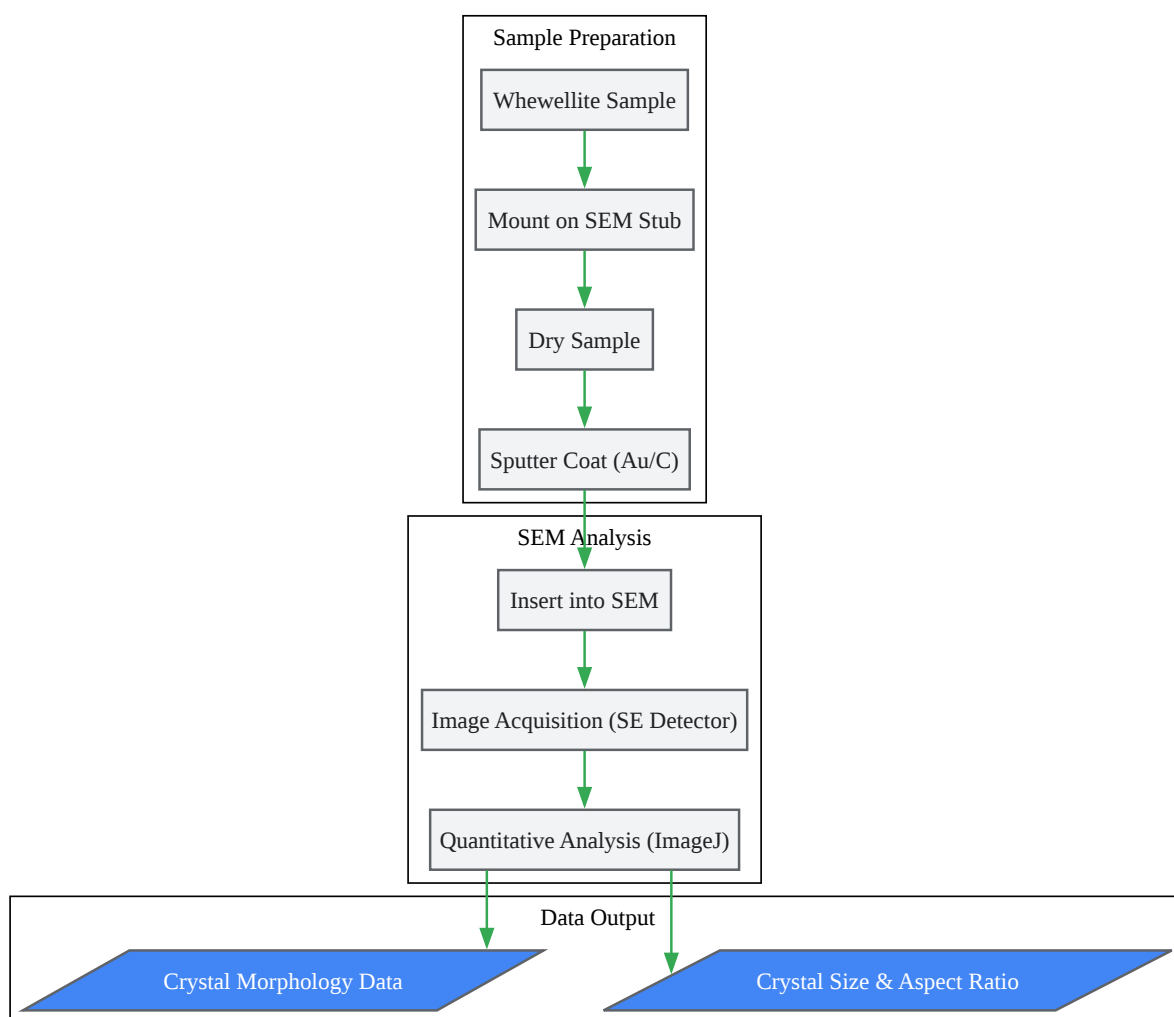 Sample Preparation
Whewellite Sample
Mount on SEM Stub
Dry Sample
Sputter Coat (Au/C)
SEM Analysis
Insert into SEM
Image Acquisition (SE Detector)
Quantitative Analysis (ImageJ)
Data Output
Crystal Morphology Data
Crystal Size & Aspect Ratio